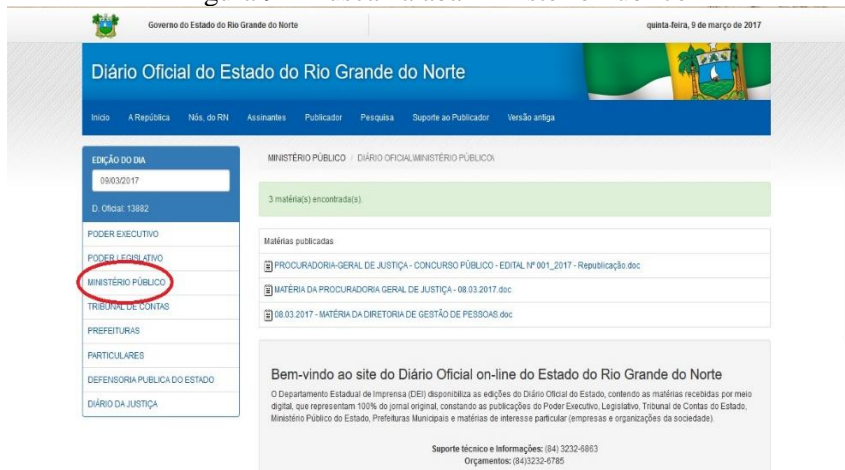 Governo do Estado do Rio Grande do Norte
quinta-feira, 9 de março de 2017
Diário Oficial do Estado do Rio Grande do Norte
Inicio A República Nós, do RN Assinantes Publicador Pesquisa Suporte ao Publicador Versão antiga
EDIÇÃO DO DIA
09/03/2017
D. Oficial: 13882
PODER EXECUTIVO
PODER LEGISLATIVO
MINISTÉRIO PÚBLICO
TRIBUNAL DE CONTAS
PREFEITURAS
PARTICULARES
DEFENSORIA PUBLICA DO ESTADO
DIÁRIO DA JUSTIÇA
MINISTÉRIO PÚBLICO / DIÁRIO OFICIAL\MINISTÉRIO PÚBLICO\
3 matéria(s) encontrada(s).
Matérias publicadas
PROCURADORIA-GERAL DE JUSTIÇA - CONCURSO PÚBLICO - EDITAL Nº 001_2017 - Republicação.doc
MATÉRIA DA PROCURADORIA GERAL DE JUSTIÇA - 08.03.2017.doc
08.03.2017 - MATÉRIA DA DIRETORIA DE GESTÃO DE PESSOAS.doc
Bem-vindo ao site do Diário Oficial on-line do Estado do Rio Grande do Norte
O Departamento Estadual de Imprensa (DEI) disponibiliza as edições do Diário Oficial do Estado, contendo as matérias recebidas por meio
digital, que representam 100% do jornal original, constando as publicações do Poder Executivo, Legislativo, Tribunal de Contas do Estado,
Ministério Público do Estado, Prefeituras Municipais e matérias de interesse particular (empresas e organizações da sociedade).
Suporte técnico e Informações: (84) 3232-6863
Orçamentos: (84)3232-6785